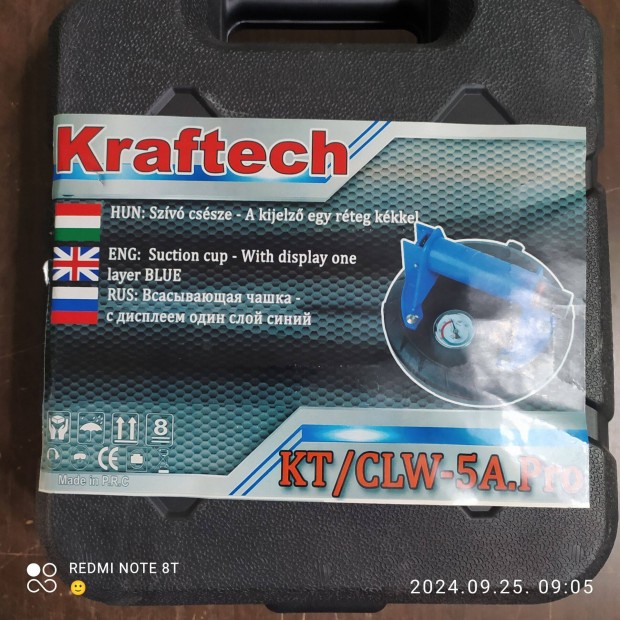 Kraftech
HUN: Szívó csésze - A kijelző egy réteg kékkel
ENG: Suction cup - With display one
layer BLUE
RUS: Всасывающая чашка -
с дисплеем один слой синий
8
CE
Made in P.R.C
KT/CLW-5A.Pro
REDMI NOTE 8T
2024.09.25. 09:05